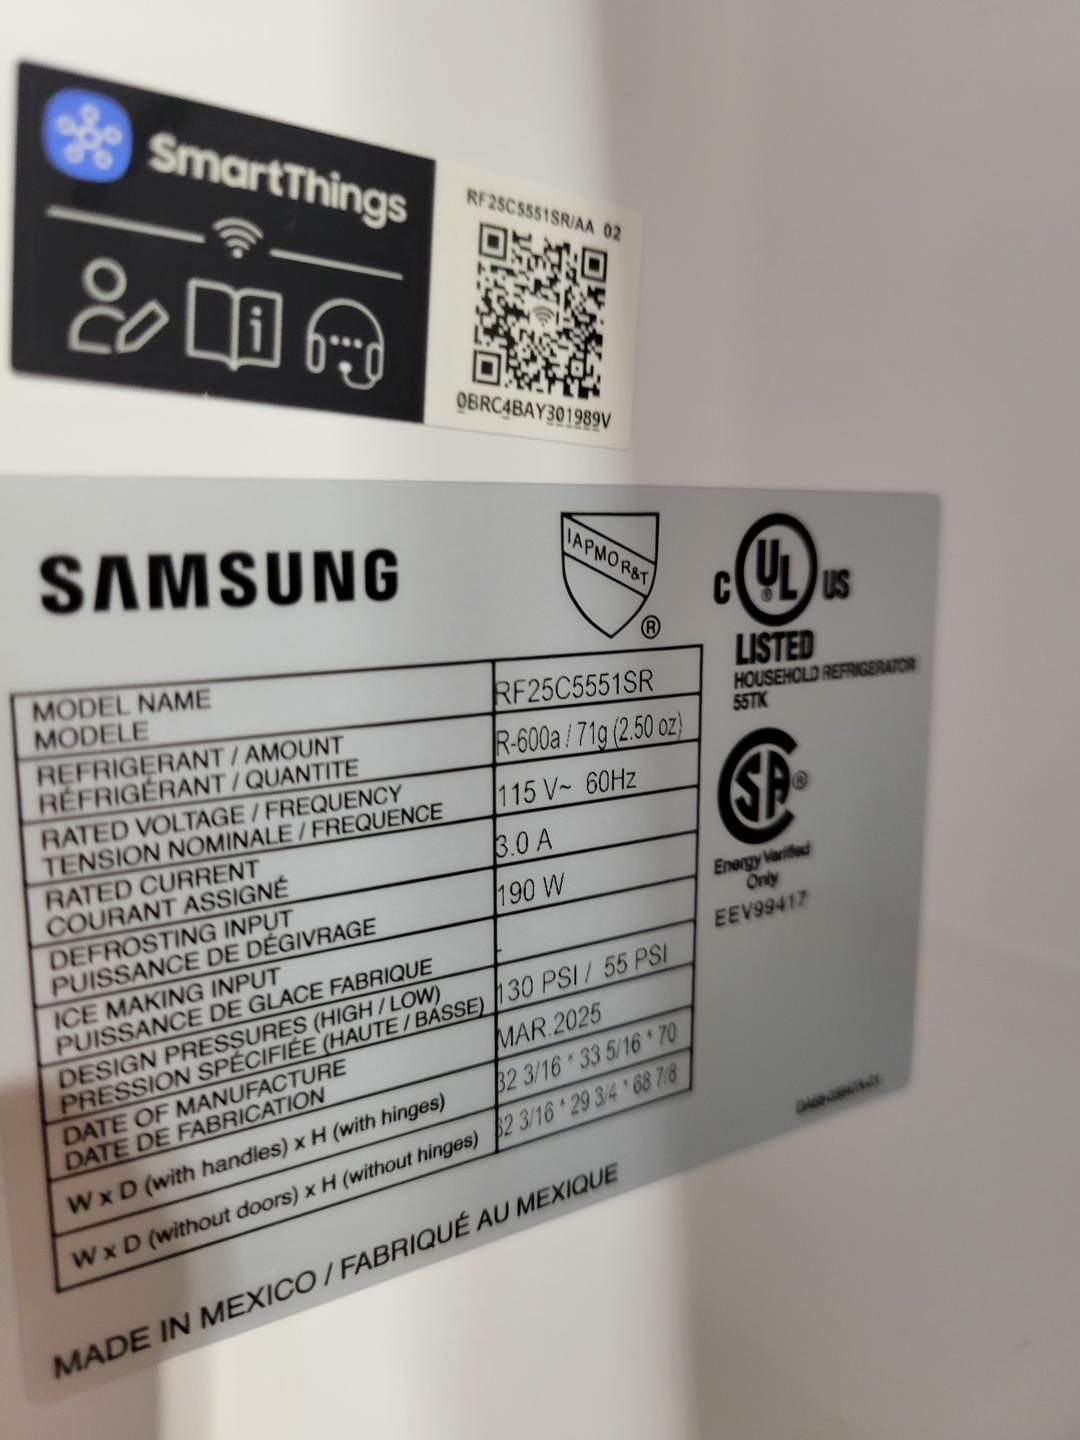 SmartThings
RF25C5551SR/AA 02
0BRC4BAY301989V
SAMSUNG
IAPMO R&T
®
C UL® US
LISTED
HOUSEHOLD REFRIGERATOR
55TK
SA®
Energy Verified
Only
EEV99417
MODEL NAME
MODELE
RF25C5551SR
REFRIGERANT / AMOUNT
RÉFRIGÉRANT / QUANTITE
R-600a / 71g (2.50 oz)
RATED VOLTAGE / FREQUENCY
TENSION NOMINALE / FREQUENCE
115 V~ 60Hz
RATED CURRENT
COURANT ASSIGNÉ
3.0 A
DEFROSTING INPUT
PUISSANCE DE DÉGIVRAGE
190 W
ICE MAKING INPUT
PUISSANCE DE GLACE FABRIQUE
-
DESIGN PRESSURES (HIGH / LOW)
PRESSION SPÉCIFIÉE (HAUTE / BASSE)
130 PSI / 55 PSI
DATE OF MANUFACTURE
DATE DE FABRICATION
MAR.2025
W x D (with handles) x H (with hinges)
32 3/16 * 33 5/16 * 70
W x D (without doors) x H (without hinges)
32 3/16 * 29 3/4 * 68 7/8
MADE IN MEXICO / FABRIQUÉ AU MEXIQUE